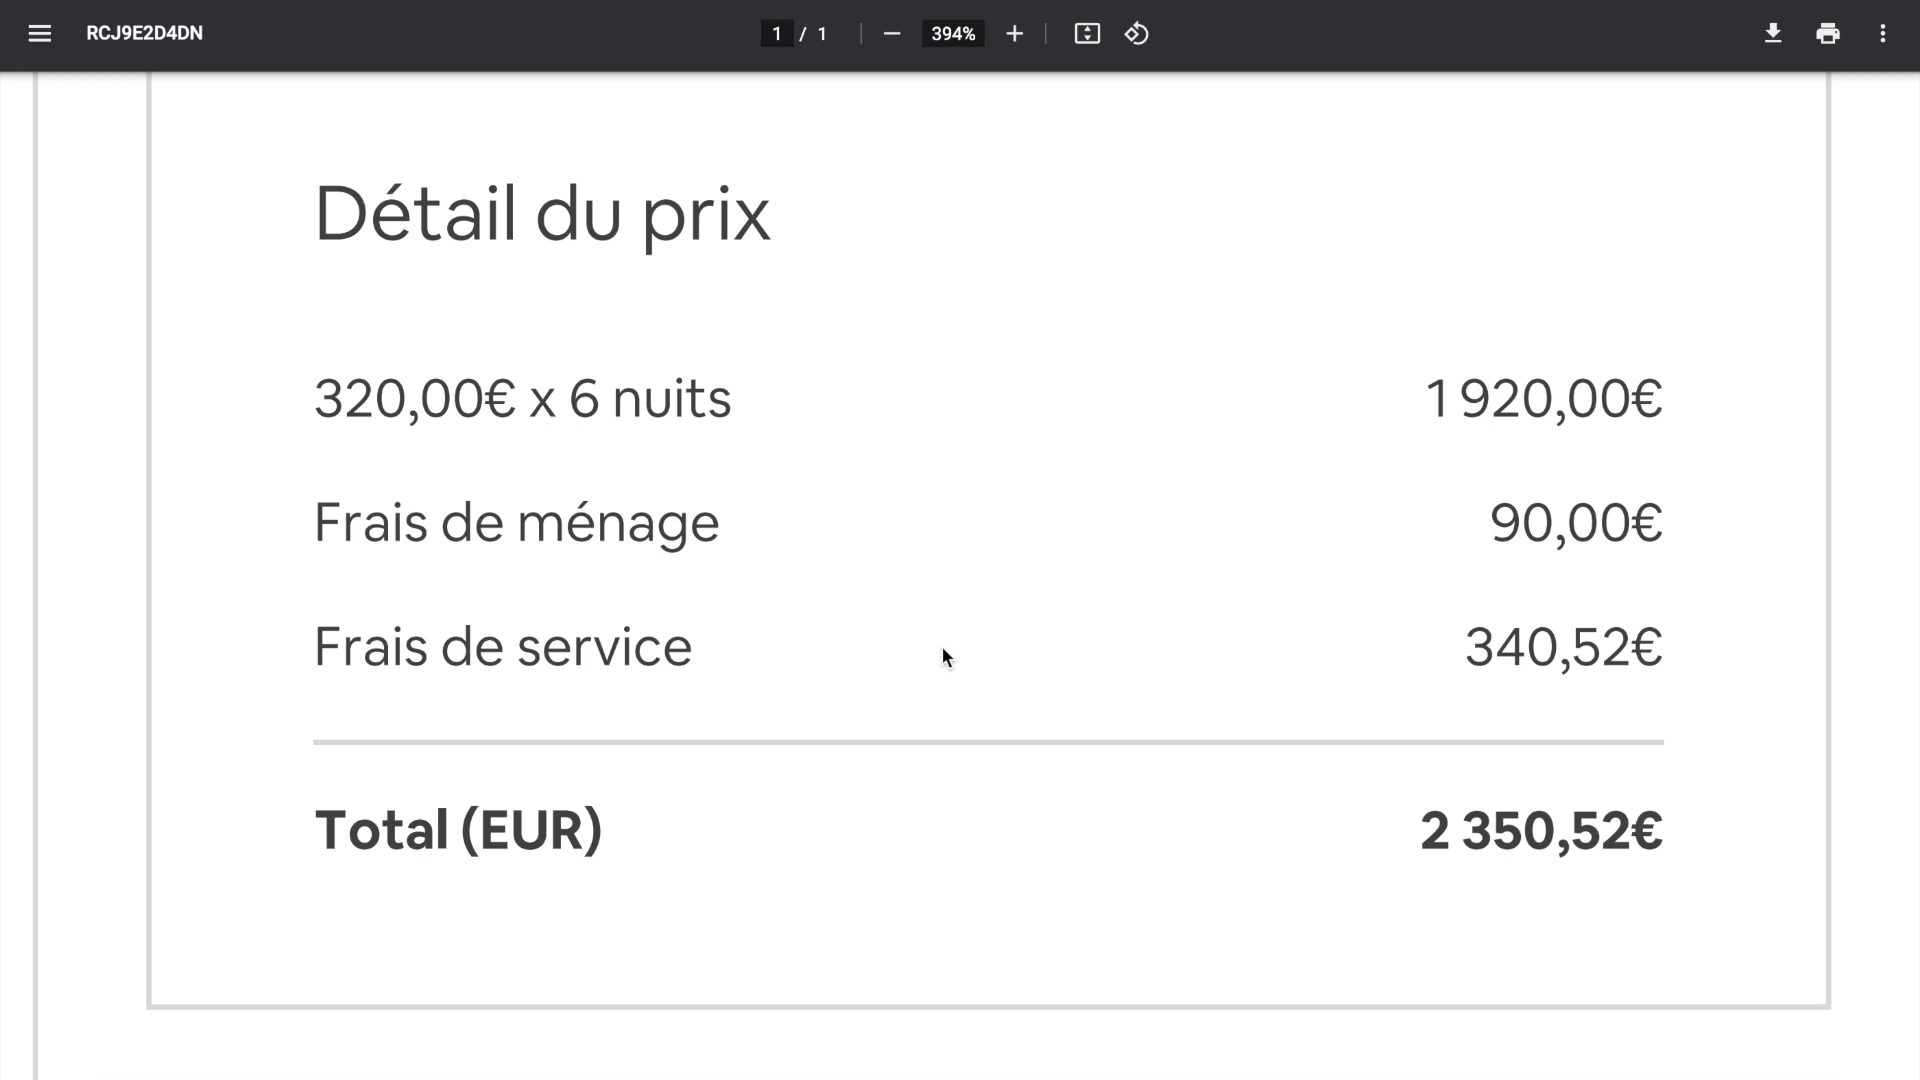 RCJ9E2D4DN
1 / 1
394%
Détail du prix
320,00€ x 6 nuits 1 920,00€
Frais de ménage 90,00€
Frais de service 340,52€
Total (EUR) 2 350,52€